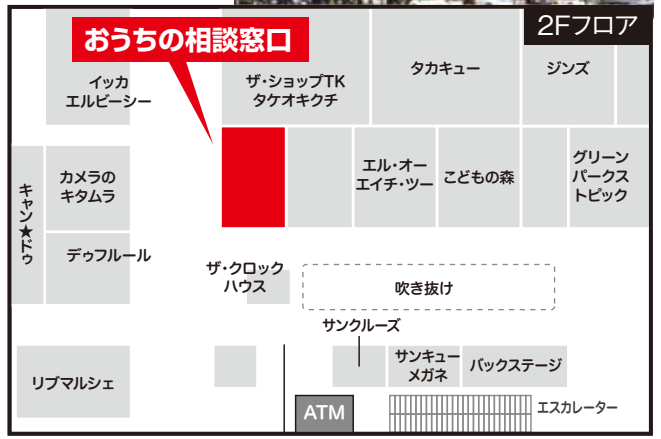 2Fフロア
おうちの相談窓口
イッカ
エルビーシー
ザ・ショップTK
タケオキクチ
タカキュー
ジンズ
キャン★ドゥ
カメラの
キタムラ
エル・オー
エイチ・ツー
こどもの森
グリーン
パークス
トピック
デゥフルール
ザ・クロック
ハウス
吹き抜け
サンクルーズ
リブマルシェ
サンキュー
メガネ
バックステージ
ATM
エスカレーター